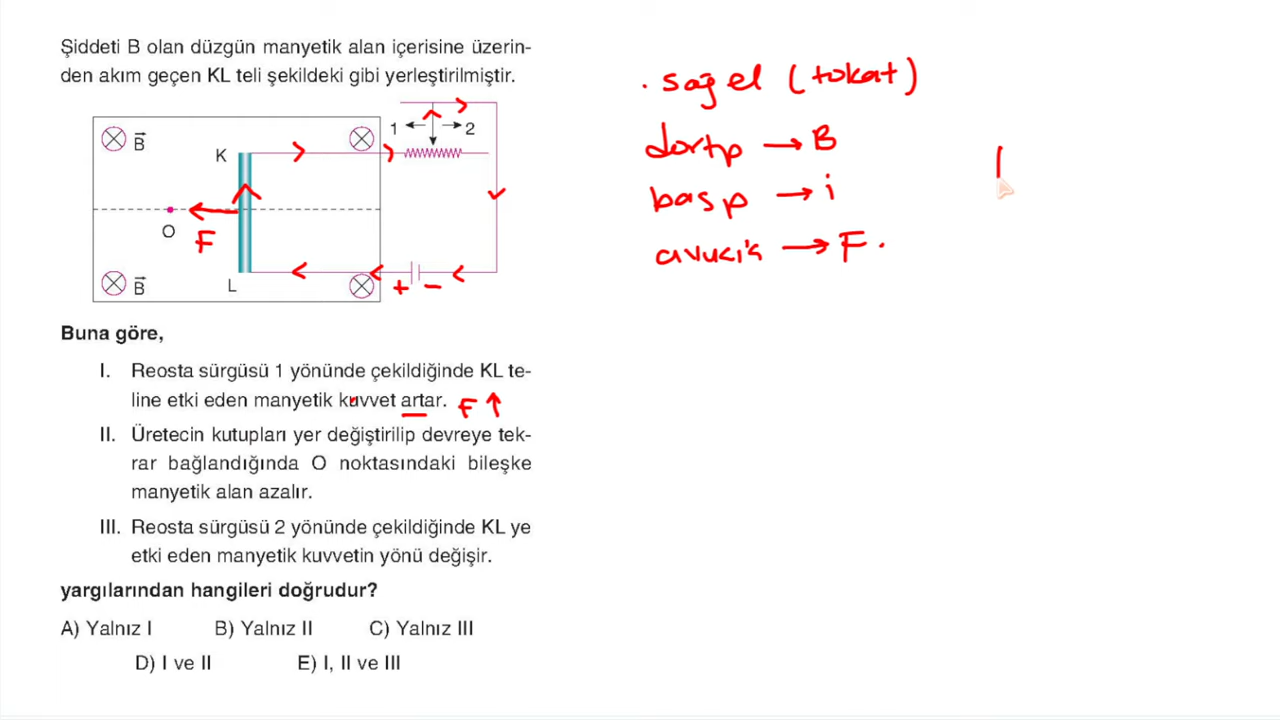 Şiddeti B olan düzgün manyetik alan içerisine üzerin-
den akım geçen KL teli şekildeki gibi yerleştirilmiştir.
B
K
1
2
O
F
B
L
+ -
Buna göre,
I. Reosta sürgüsü 1 yönünde çekildiğinde KL te-
line etki eden manyetik kuvvet artar. F ↑
II. Üretecin kutupları yer değiştirilip devreye tek-
rar bağlandığında O noktasındaki bileşke
manyetik alan azalır.
III. Reosta sürgüsü 2 yönünde çekildiğinde KL ye
etki eden manyetik kuvvetin yönü değişir.
yargılarından hangileri doğrudur?
A) Yalnız I B) Yalnız II C) Yalnız III
D) I ve II E) I, II ve III
. sağ el (tokat)
dörtp → B
başp → i
avuciç → F.